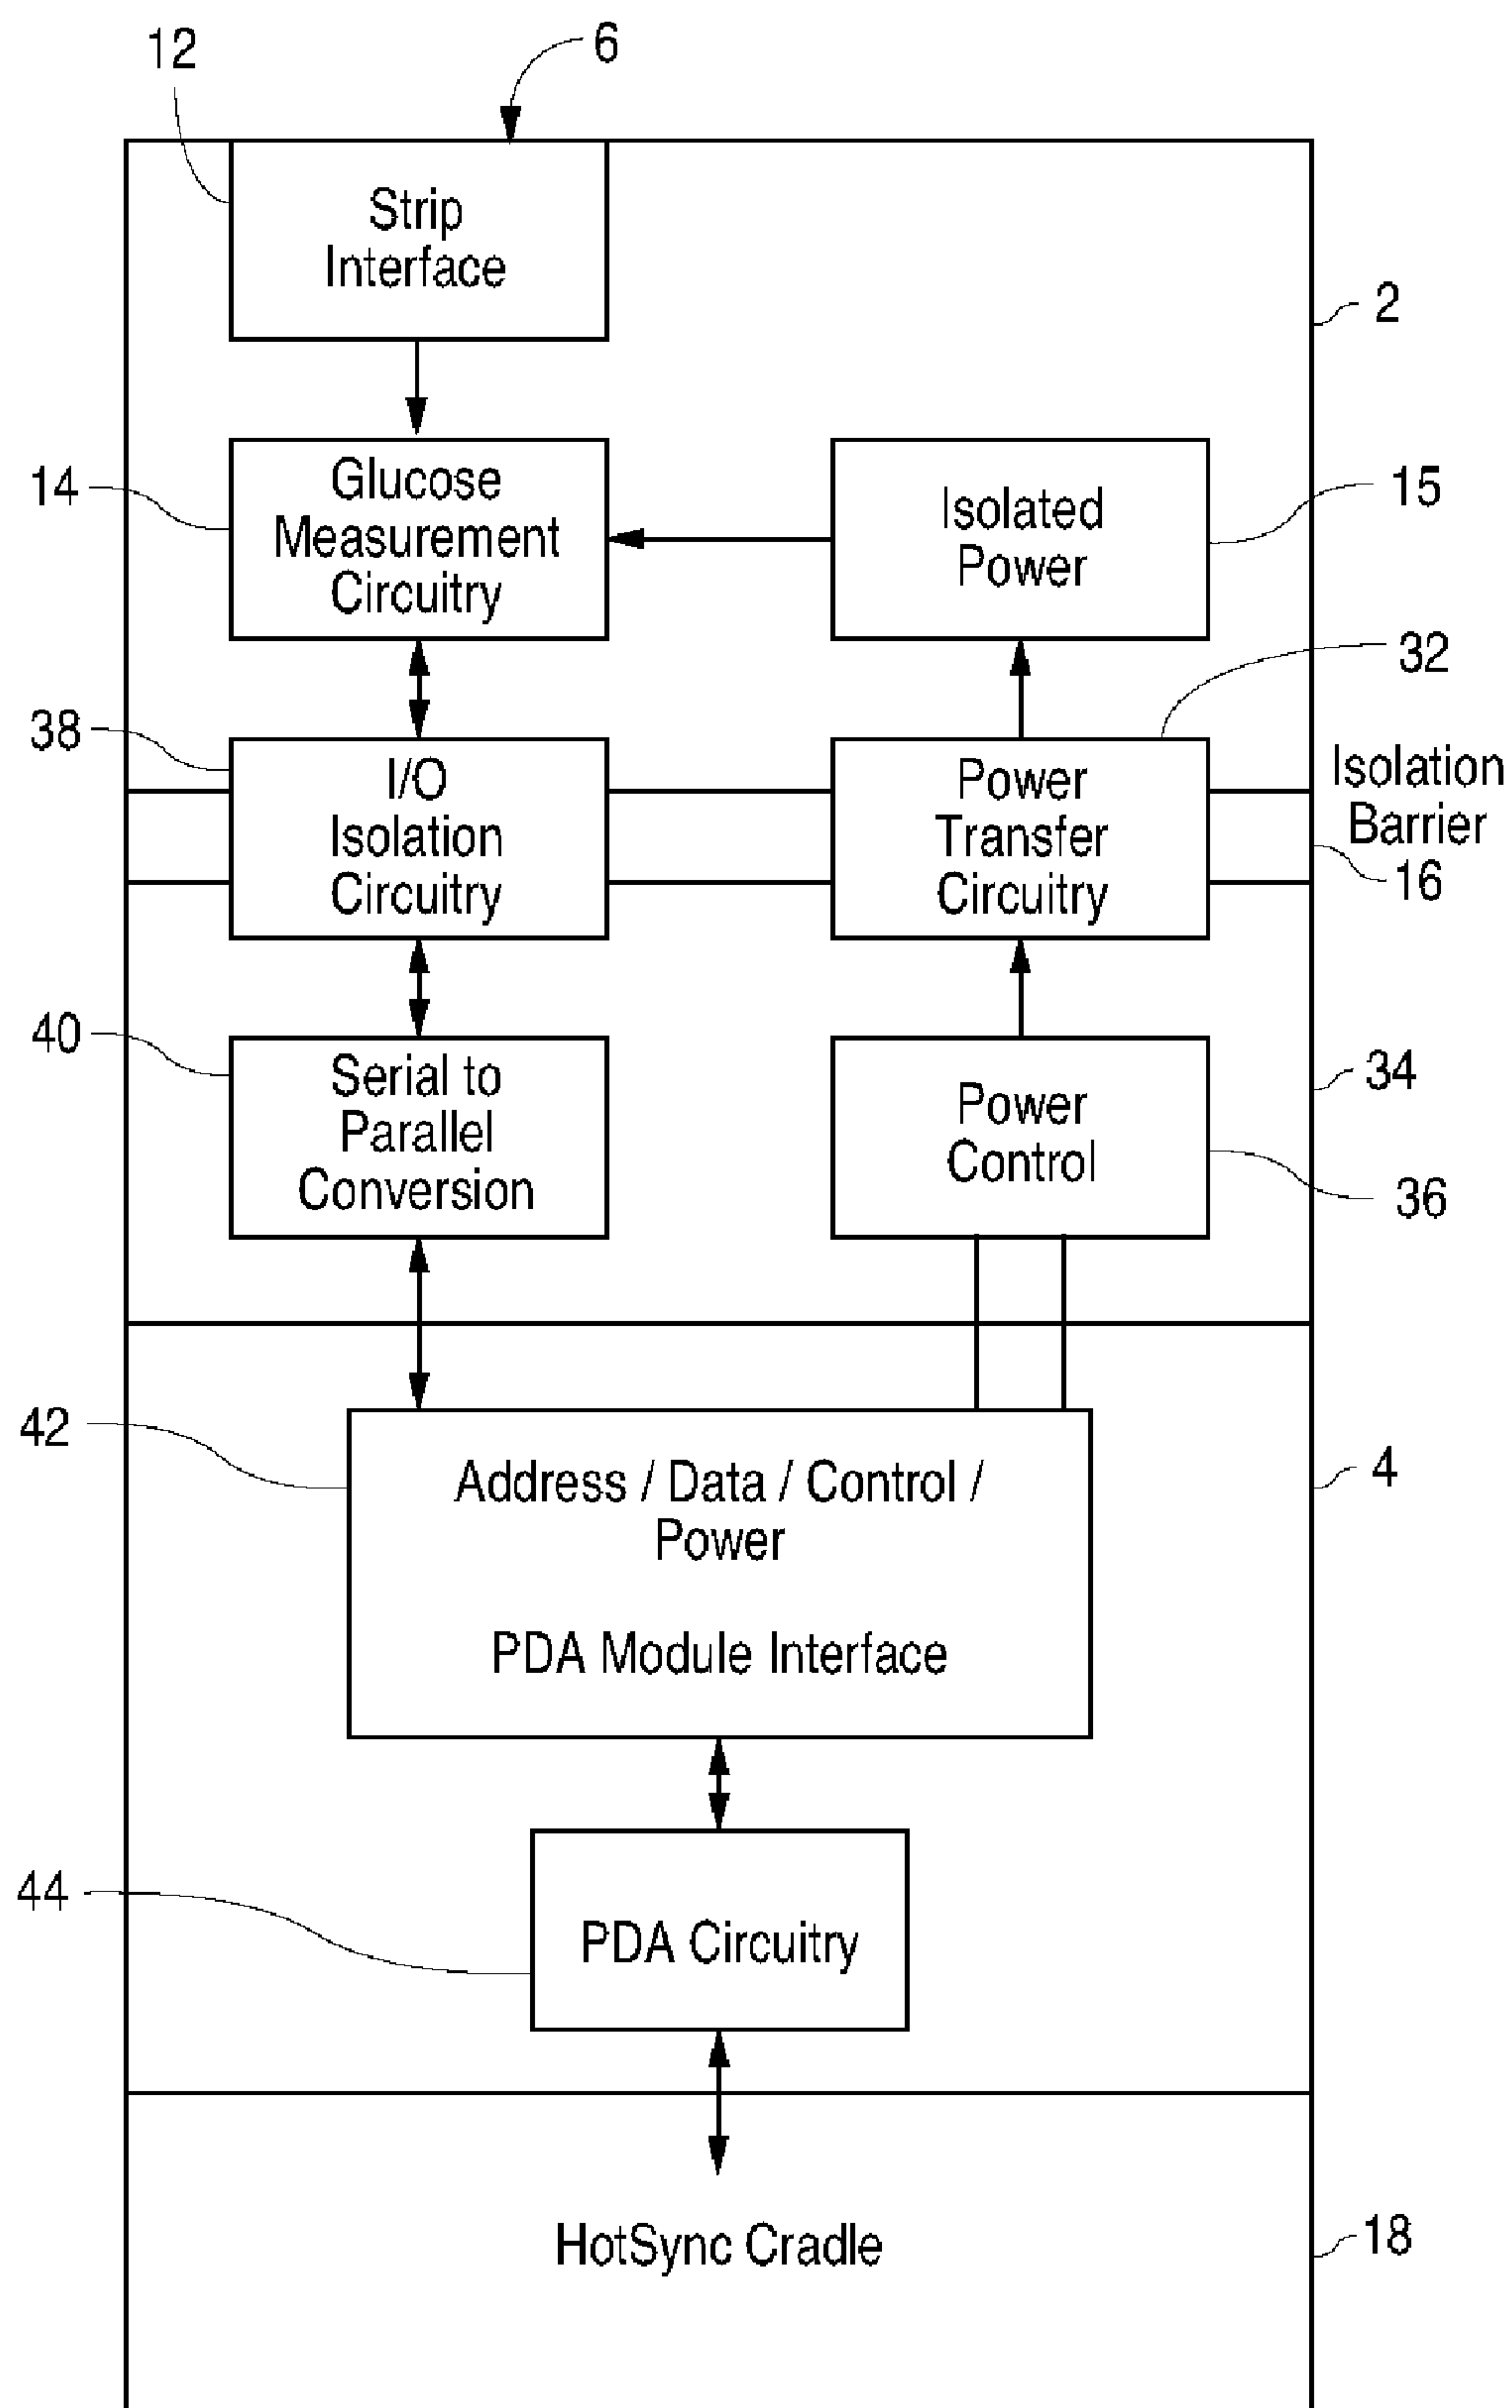 12
6
Strip
Interface
2
14
Glucose
Measurement
Circuitry
Isolated
Power
15
32
38
I/O
Isolation
Circuitry
Power
Transfer
Circuitry
Isolation
Barrier
16
40
Serial to
Parallel
Conversion
Power
Control
34
36
42
Address / Data / Control /
Power
PDA Module Interface
4
44
PDA Circuitry
HotSync Cradle
18